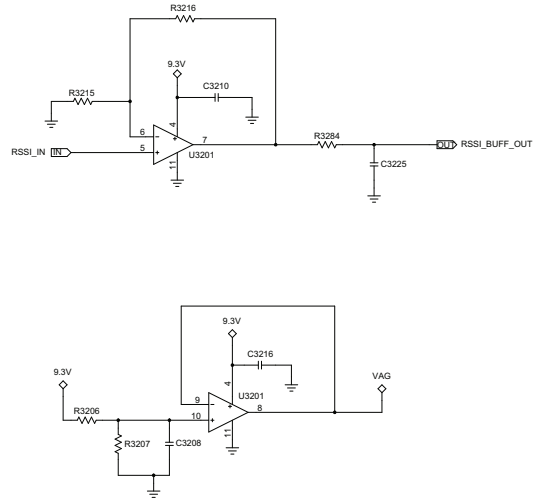 R3216
9.3V
C3210
R3215
4
6
7
R3284
RSSI_IN IN
5
U3201
OUT RSSI_BUFF_OUT
11
C3225
9.3V
C3216
VAG
9.3V
4
9
U3201
R3206
10
8
11
R3207
C3208